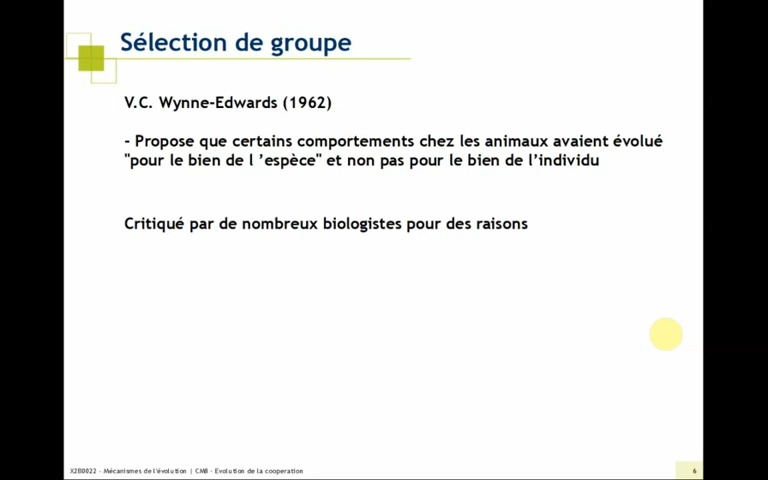 Sélection de groupe
V.C. Wynne-Edwards (1962)
- Propose que certains comportements chez les animaux avaient évolué
"pour le bien de l ’espèce" et non pas pour le bien de l’individu
Critiqué par de nombreux biologistes pour des raisons
X2BO022 - Mécanismes de l'évolution | CM8 - Evolution de la cooperation
6